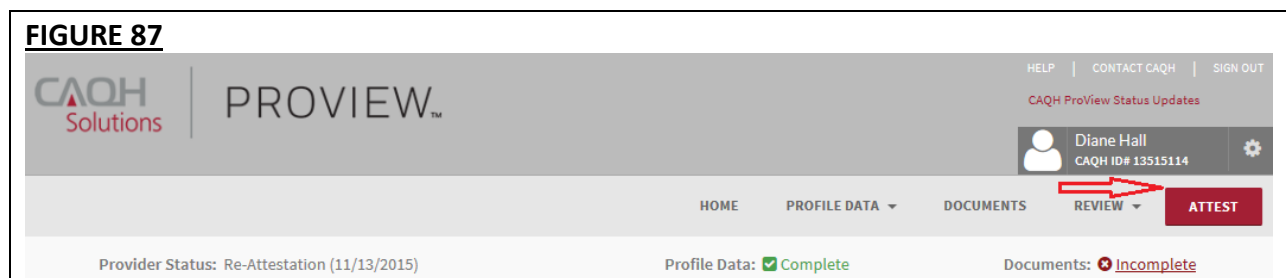 FIGURE 87
CAQH
Solutions
PROVIEW™
HELP | CONTACT CAQH | SIGN OUT
CAQH ProView Status Updates
Diane Hall
CAQH ID# 13515114
HOME PROFILE DATA DOCUMENTS REVIEW ATTEST
Provider Status: Re-Attestation (11/13/2015) Profile Data: Complete Documents: Incomplete